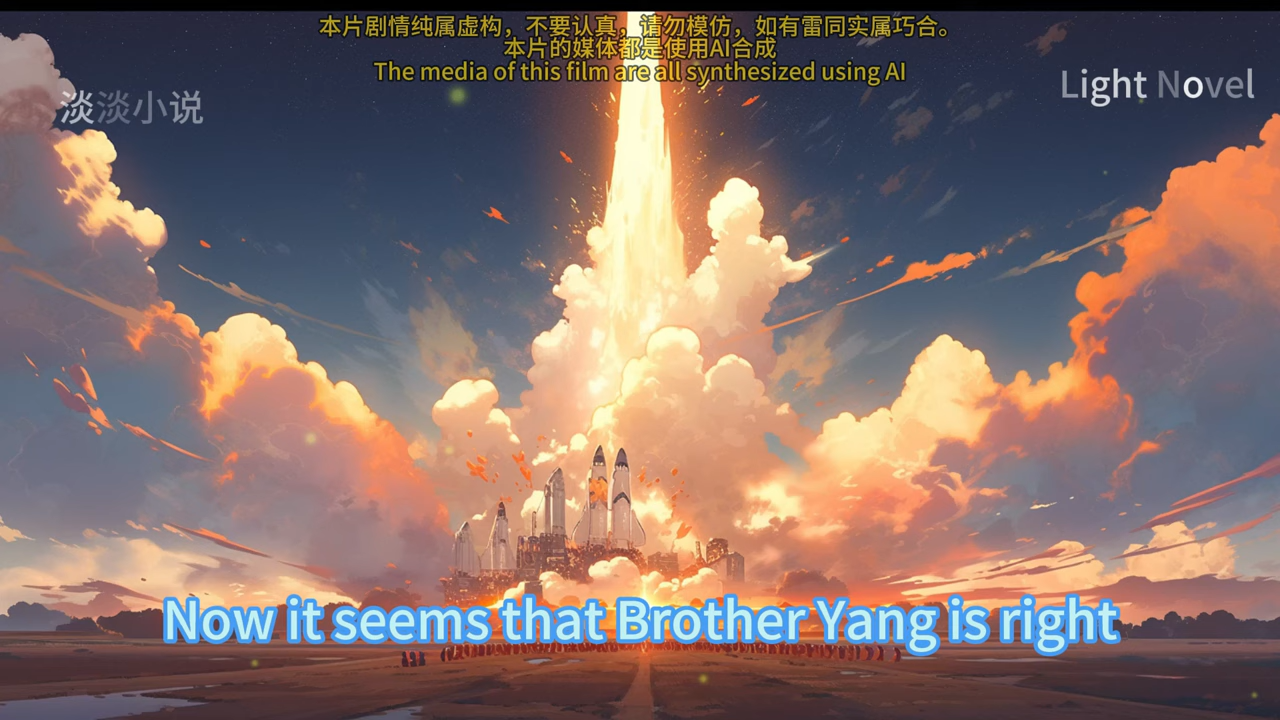 本片剧情纯属虚构，不要认真，请勿模仿，如有雷同实属巧合。
本片的媒体都是使用AI合成
The media of this film are all synthesized using AI
淡淡小说
Light Novel
Now it seems that Brother Yang is right